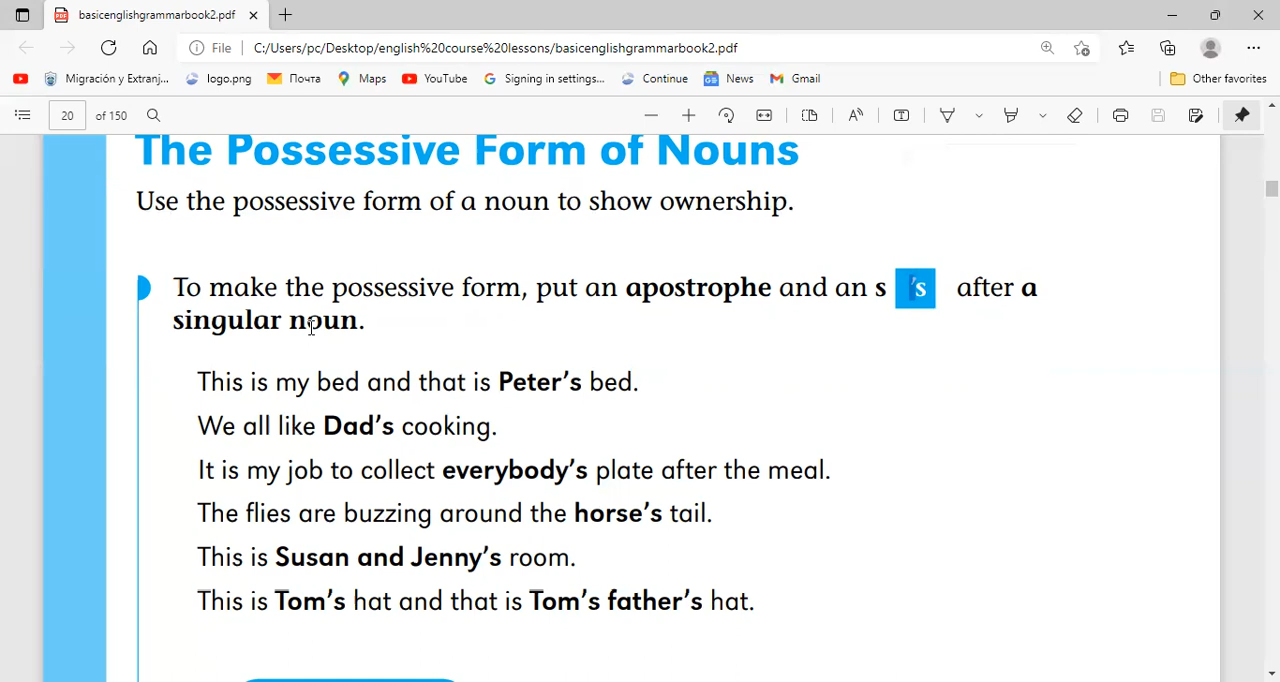 basicenglishgrammarbook2.pdf
File C:/Users/pc/Desktop/english%20course%20lessons/basicenglishgrammarbook2.pdf
Migración y Extranj... logo.png Почта Maps YouTube Signing in settings... Continue News Gmail Other favorites
20 of 150
The Possessive Form of Nouns
Use the possessive form of a noun to show ownership.
To make the possessive form, put an apostrophe and an s ’s after a
singular noun.
This is my bed and that is Peter’s bed.
We all like Dad’s cooking.
It is my job to collect everybody’s plate after the meal.
The flies are buzzing around the horse’s tail.
This is Susan and Jenny’s room.
This is Tom’s hat and that is Tom’s father’s hat.